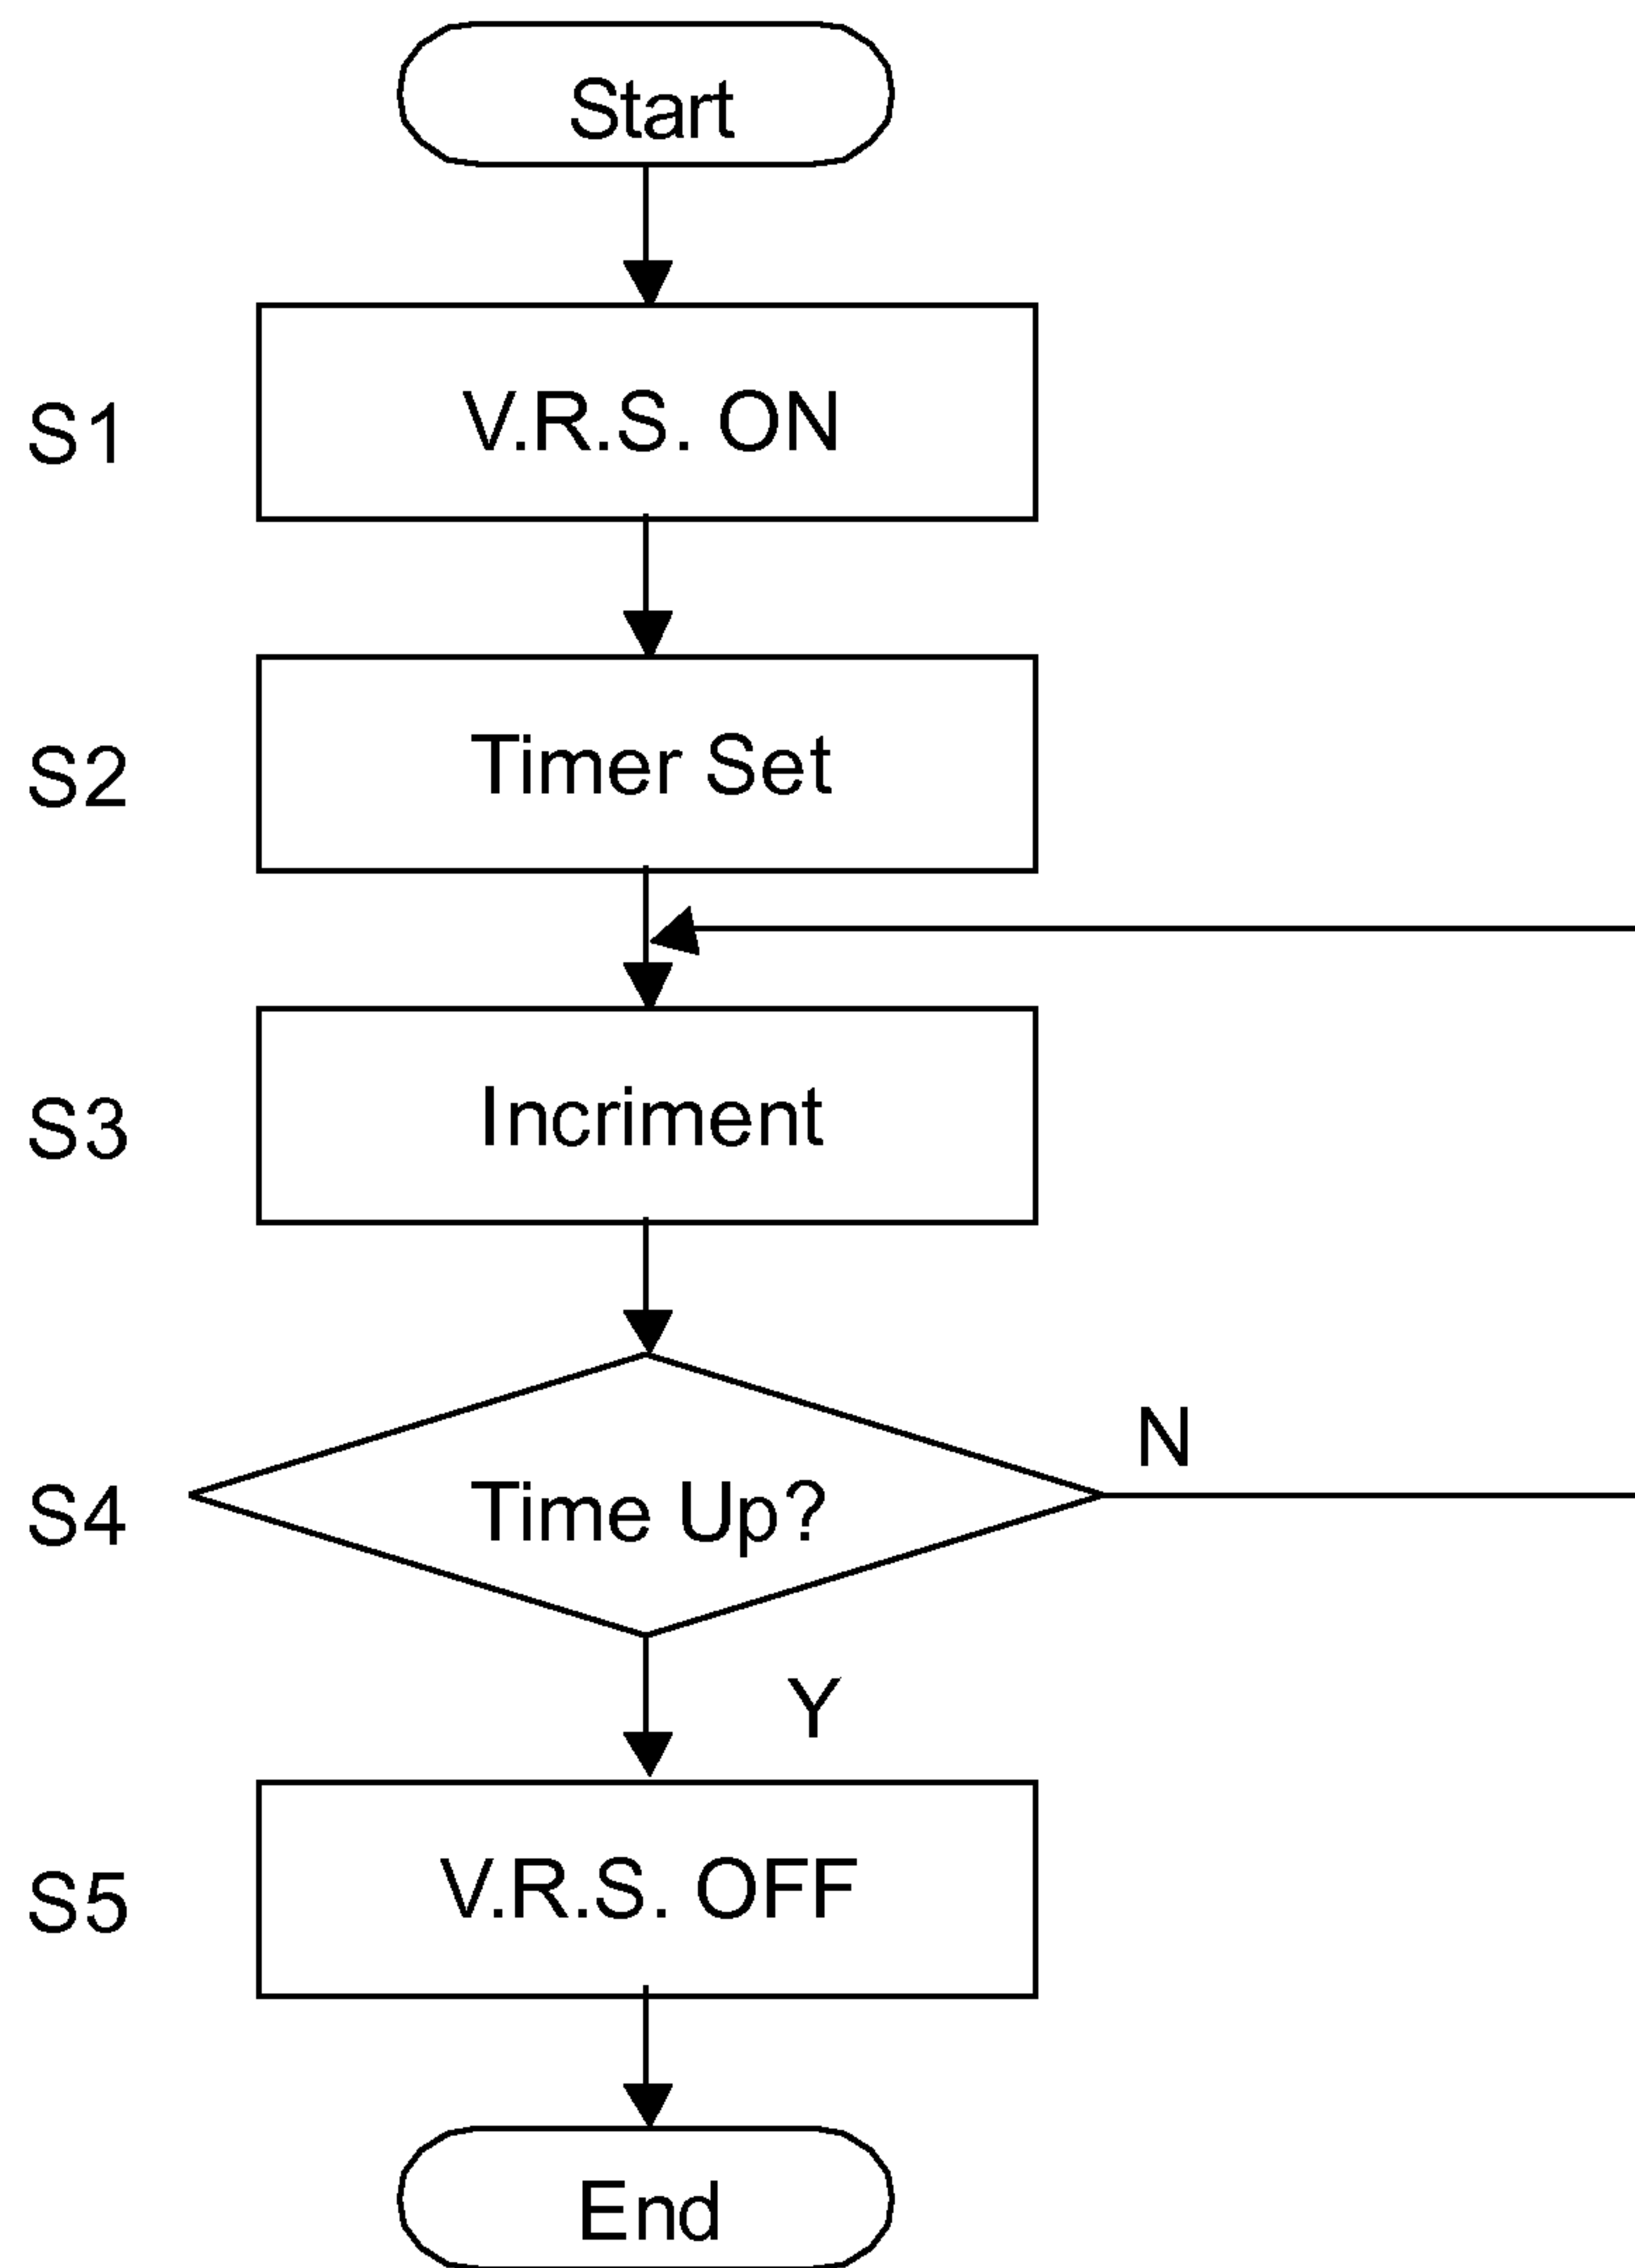 Start
S1
V.R.S. ON
S2
Timer Set
S3
Incriment
S4
Time Up?
N
Y
S5
V.R.S. OFF
End